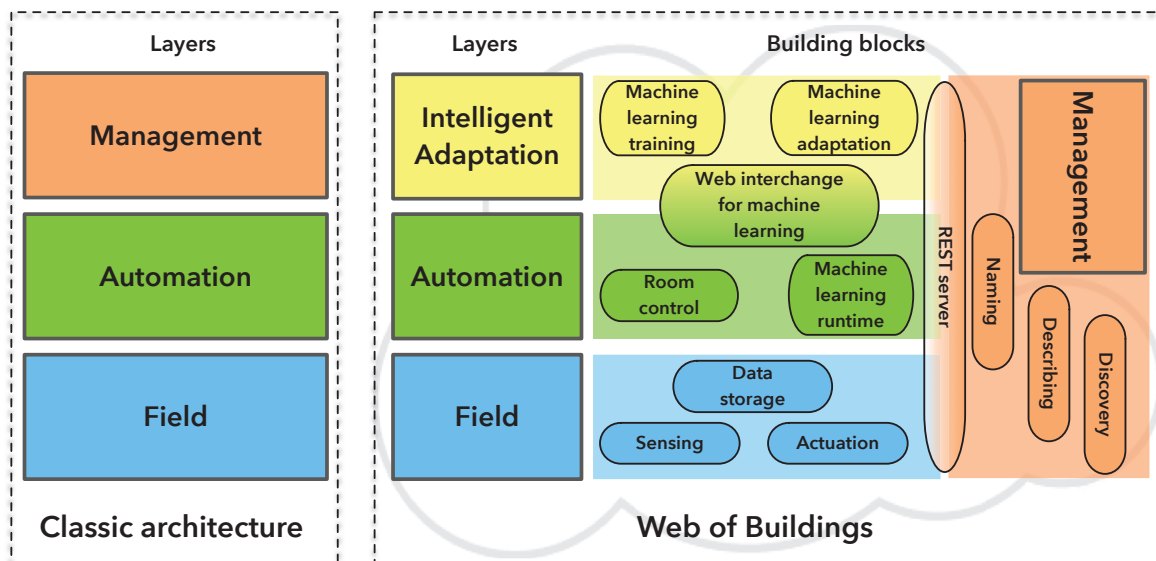 Layers
Management
Automation
Field
Classic architecture
Layers
Building blocks
Intelligent
Adaptation
Automation
Field
Machine
learning
training
Machine
learning
adaptation
Web interchange
for machine
learning
Room
control
Machine
learning
runtime
Data
storage
Sensing
Actuation
REST server
Naming
Describing
Discovery
Management
Web of Buildings